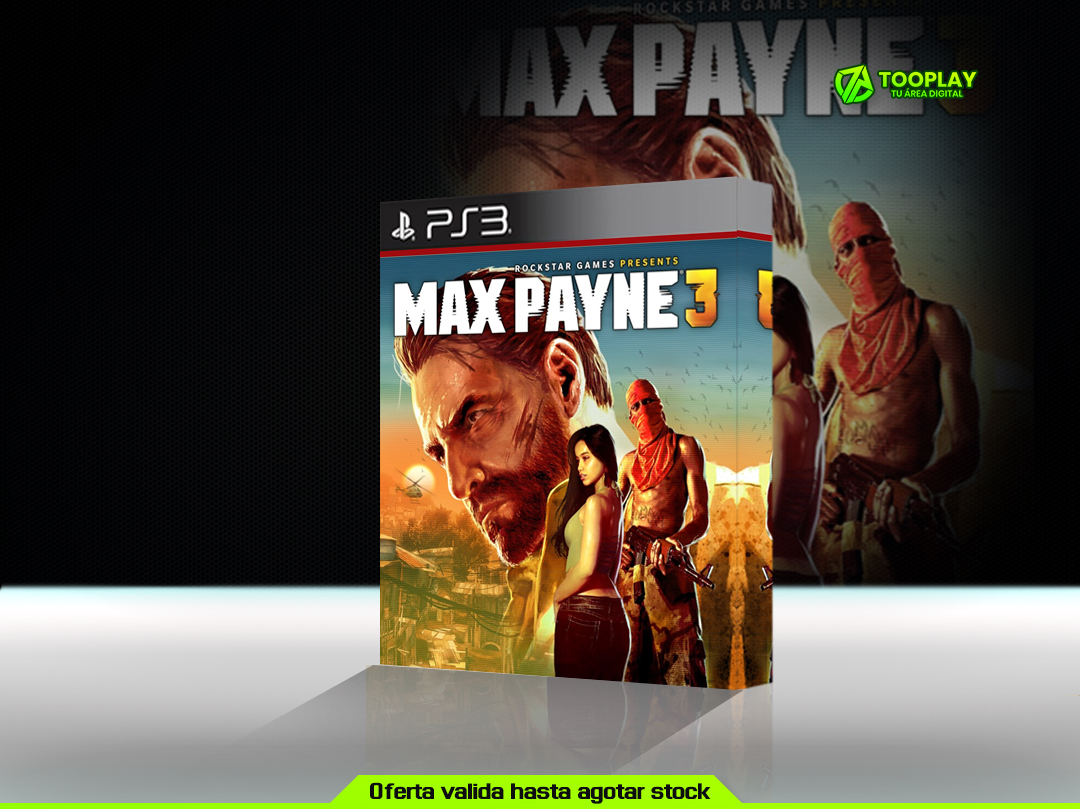 ROCKSTAR GAMES PRESEN
MAX PAYNE 3
TOOPLAY
TU ÁREA DIGITAL
PS3
ROCKSTAR GAMES PRESENTS
MAX PAYNE 3
Oferta valida hasta agotar stock